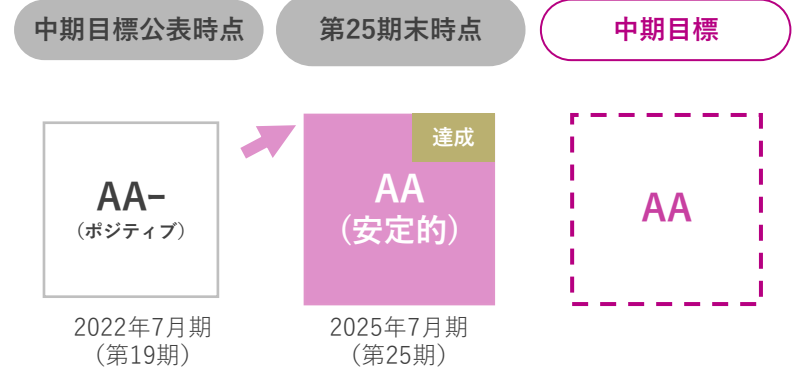 中期目標公表時点
第25期末時点
中期目標
AA−
（ポジティブ）
2022年7月期
（第19期）
達成
AA
（安定的）
2025年7月期
（第25期）
AA